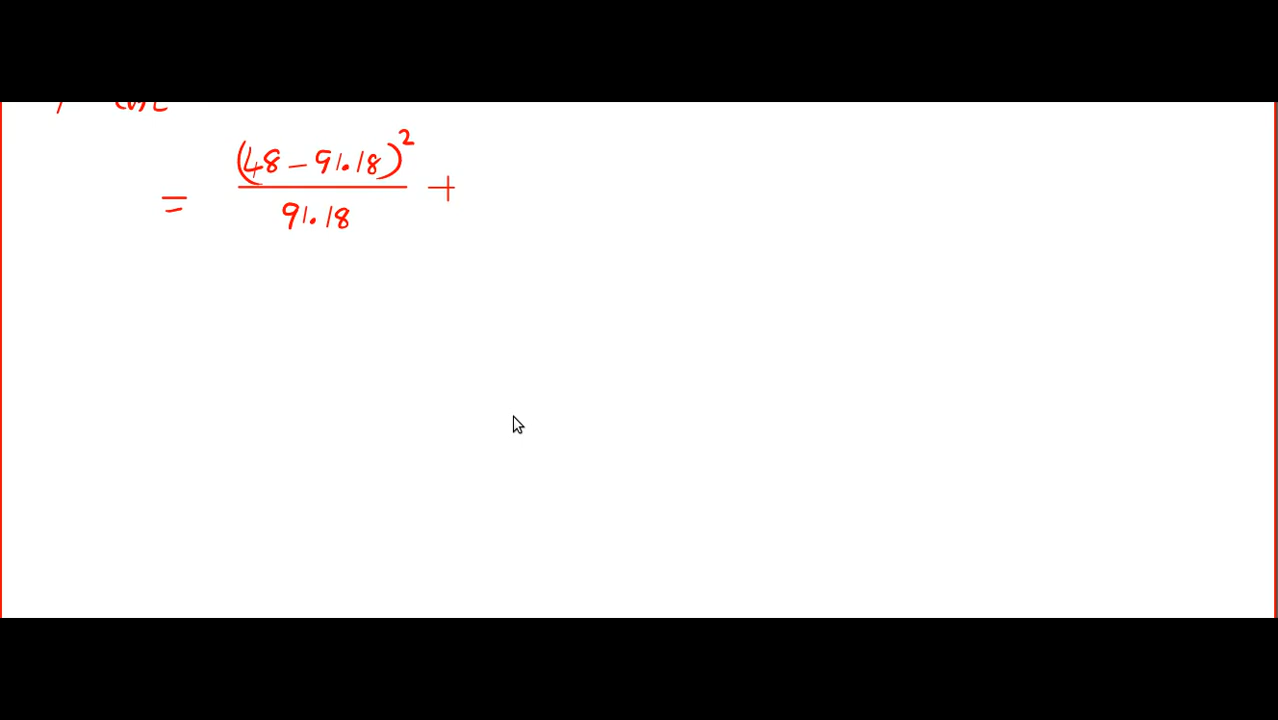 = (48 - 91.18)² / 91.18 +